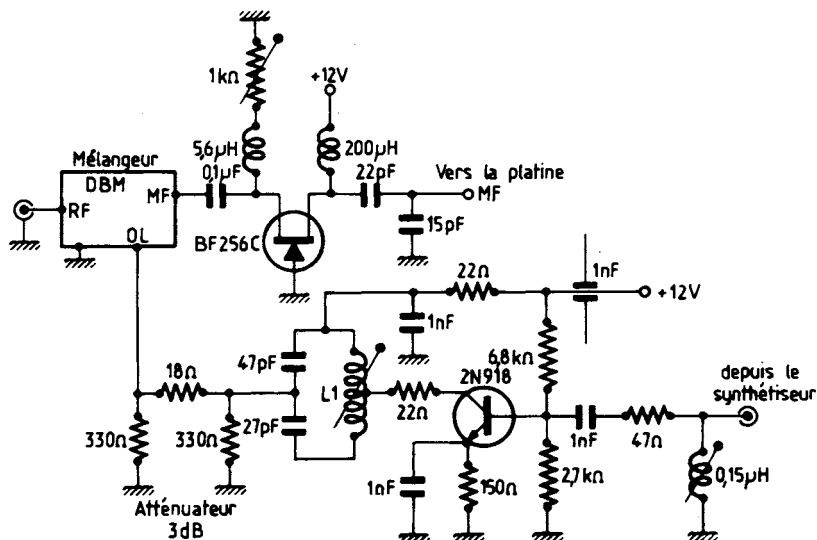 1kΩ
+12V
5,6µH
200µH
Mélangeur
DBM
0,1µF
22pF
Vers la platine
MF
MF
RF
OL
BF256C
15pF
22Ω
1nF
+12V
1nF
47pF
6,8kΩ
18Ω
2N918
depuis le
synthétiseur
L1
22Ω
27pF
330Ω
330Ω
1nF
47Ω
1nF
150Ω
2,7kΩ
0,15µH
Atténuateur
3dB